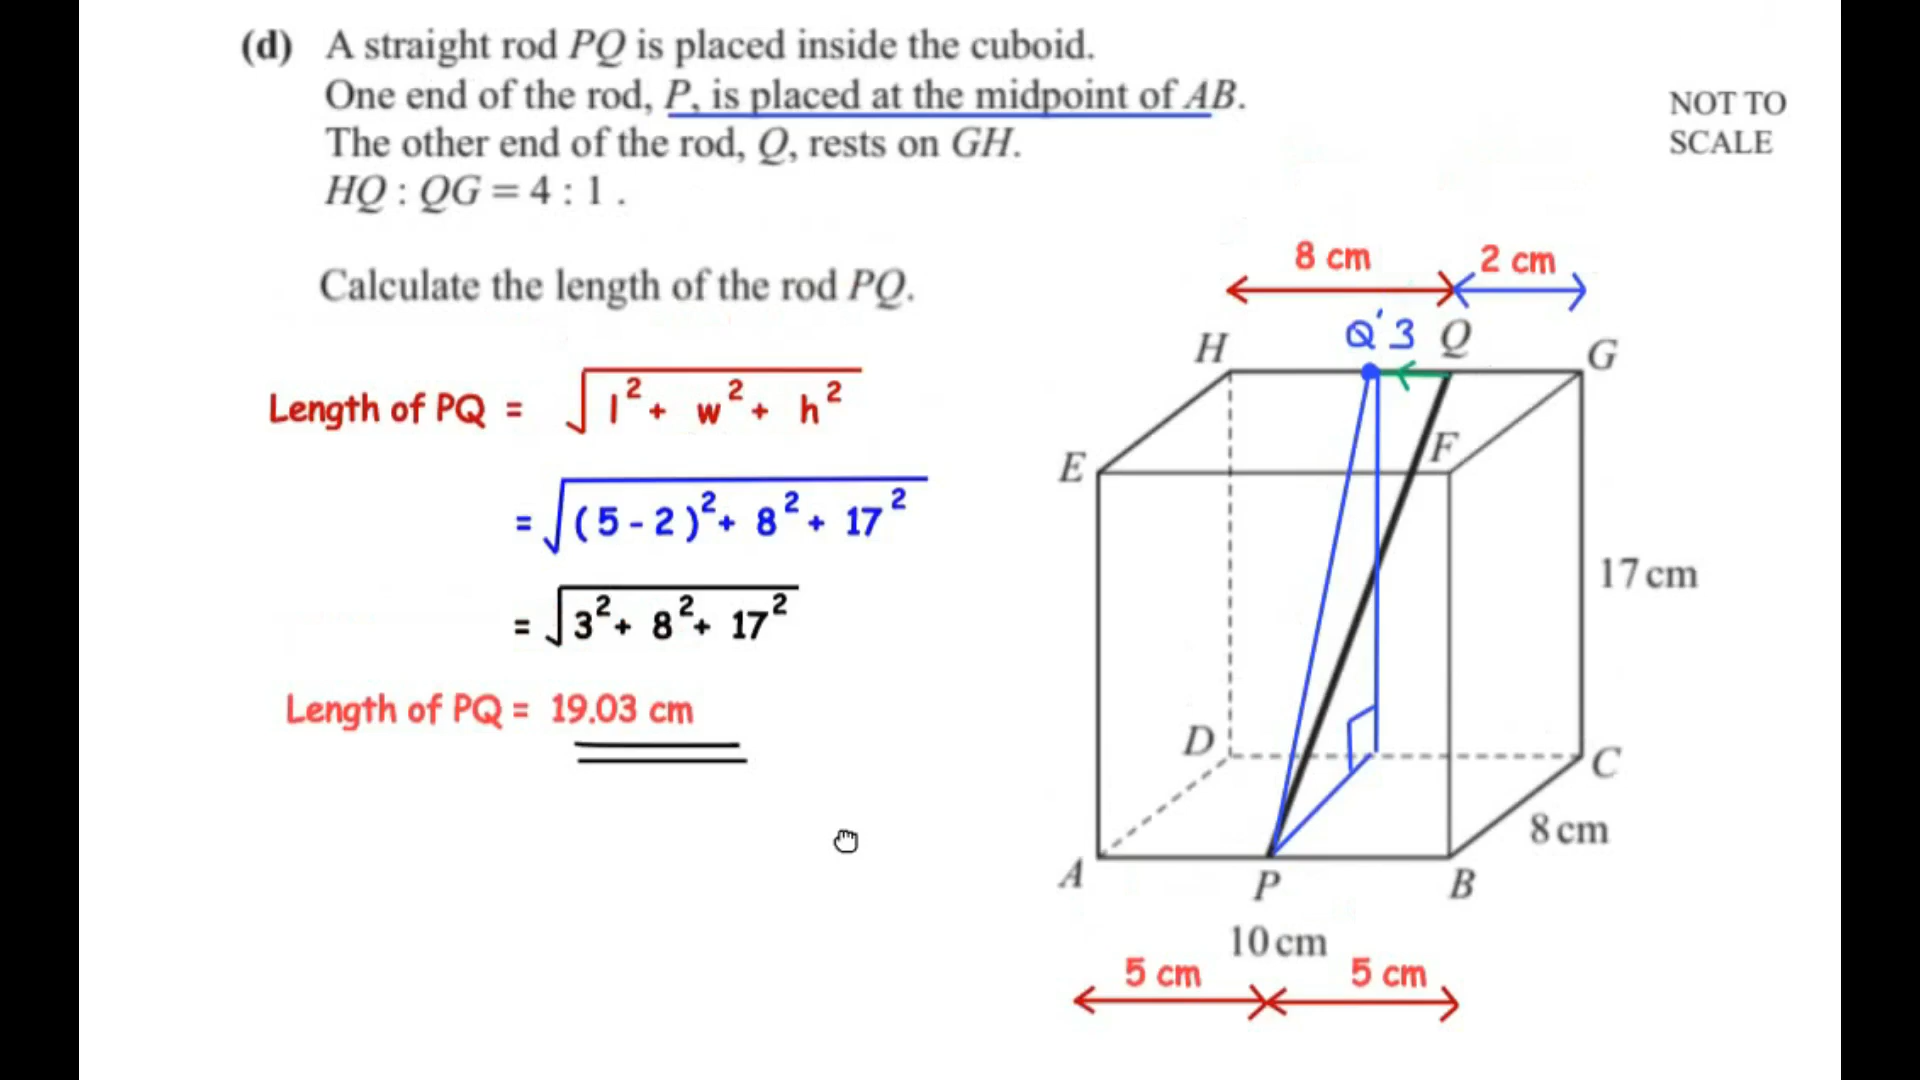 (d) A straight rod PQ is placed inside the cuboid.
One end of the rod, P, is placed at the midpoint of AB.
The other end of the rod, Q, rests on GH.
HQ : QG = 4 : 1 .
NOT TO
SCALE
Calculate the length of the rod PQ.
Length of PQ = √(l² + w² + h²)
= √((5 - 2)² + 8² + 17²)
= √(3² + 8² + 17²)
Length of PQ = 19.03 cm
8 cm
2 cm
H
Q'
3
Q
G
E
F
17 cm
D
C
8 cm
A
P
B
10 cm
5 cm
5 cm